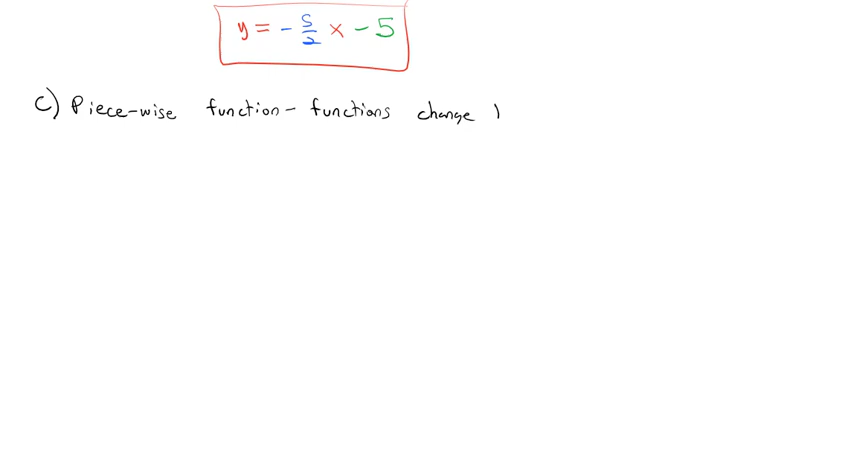 y = - 5/2 x - 5
C) Piece-wise function - functions change